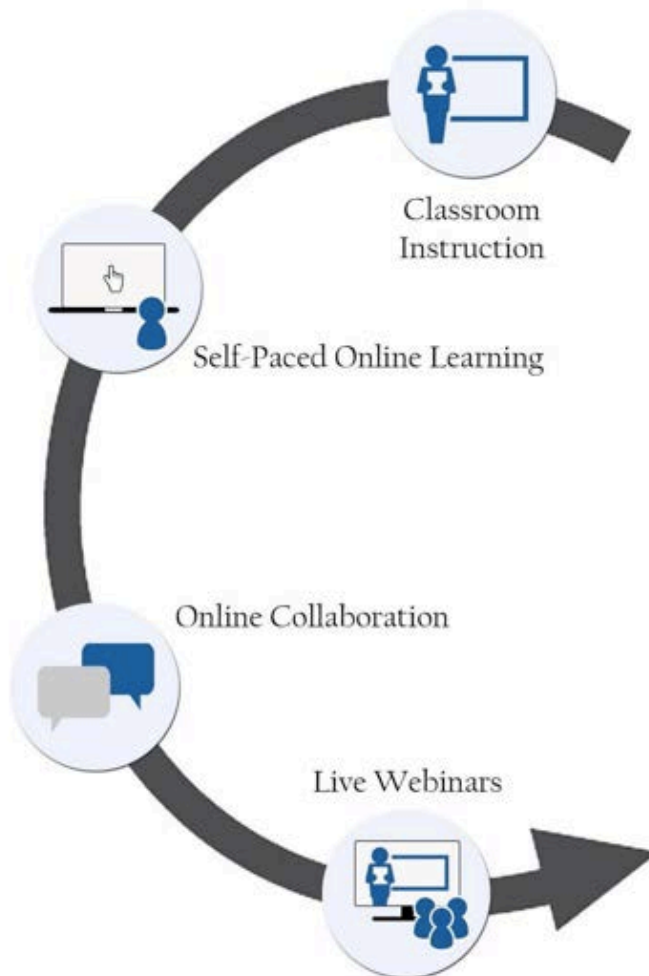 Classroom
Instruction
Self-Paced Online Learning
Online Collaboration
Live Webinars